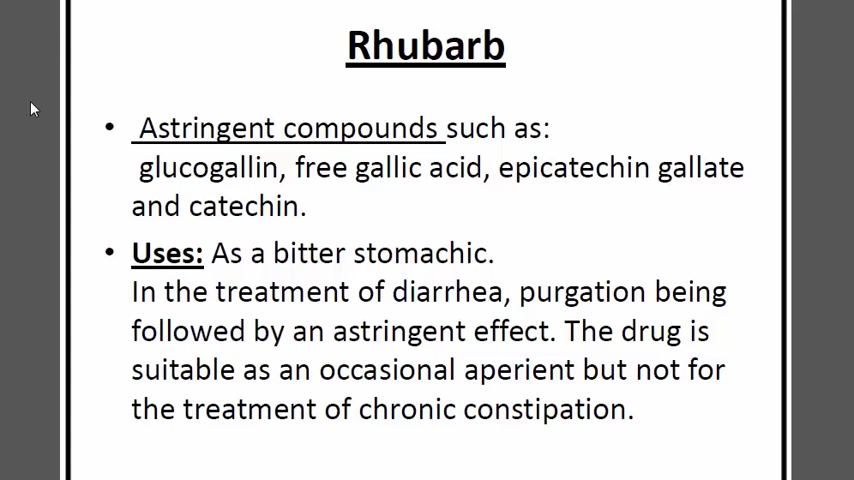 Rhubarb
• Astringent compounds such as:
glucogallin, free gallic acid, epicatechin gallate
and catechin.
• Uses: As a bitter stomachic.
In the treatment of diarrhea, purgation being
followed by an astringent effect. The drug is
suitable as an occasional aperient but not for
the treatment of chronic constipation.